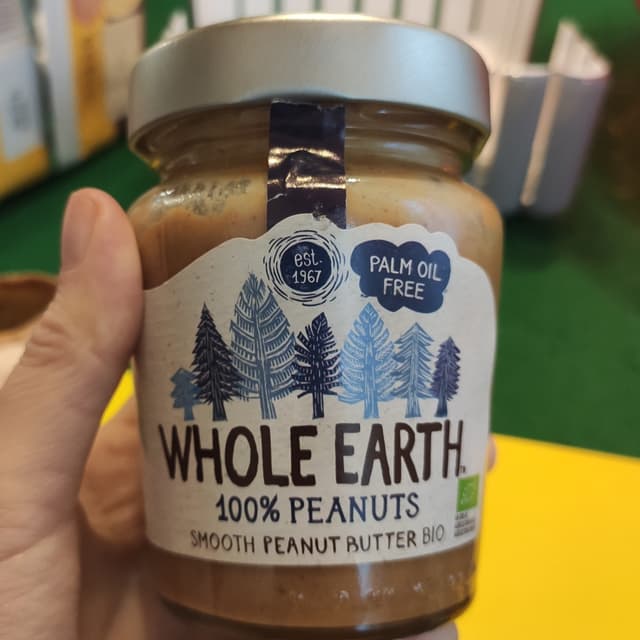 est.
1967
PALM OIL
FREE
WHOLE EARTH
100% PEANUTS
SMOOTH PEANUT BUTTER BIO